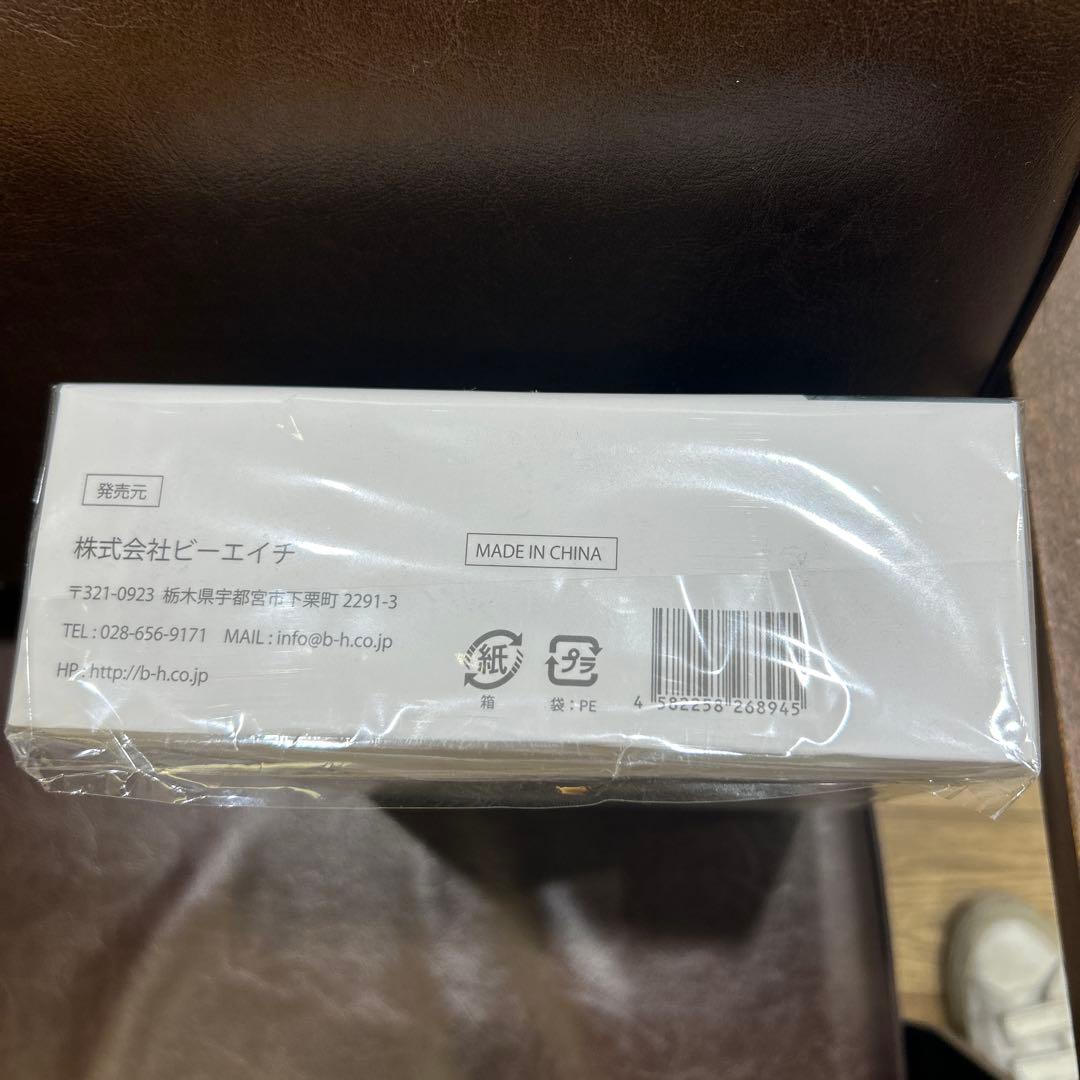 発売元
株式会社ビーエイチ
〒321-0923 栃木県宇都宮市下栗町 2291-3
TEL : 028-656-9171 MAIL : info@b-h.co.jp
HP : http://b-h.co.jp
MADE IN CHINA
紙
箱
プラ
袋 : PE
4 582258 268945